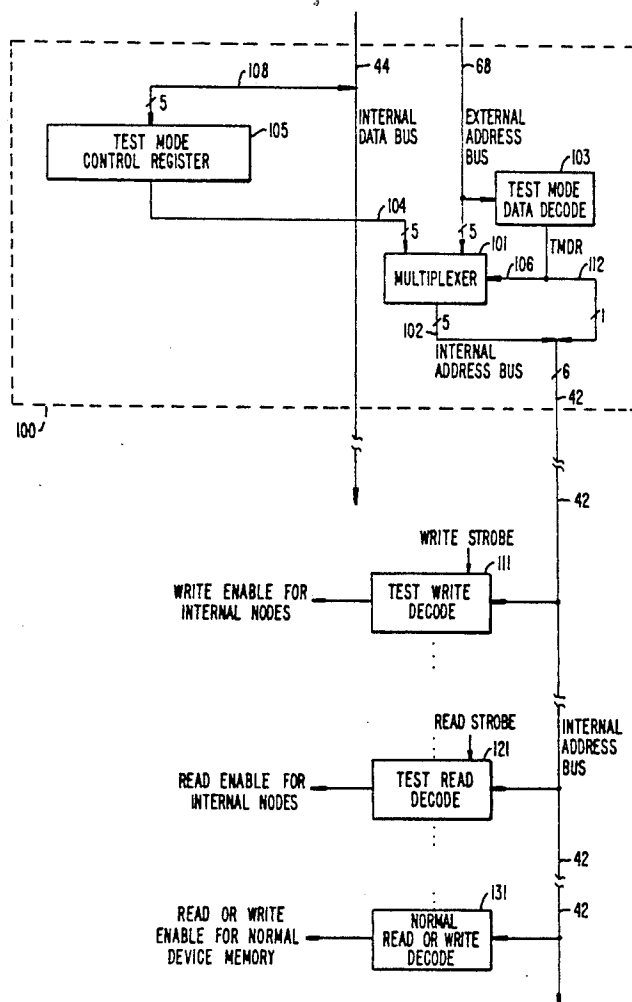 108
44
68
5
105
TEST MODE
CONTROL REGISTER
INTERNAL
DATA BUS
EXTERNAL
ADDRESS
BUS
103
TEST MODE
DATA DECODE
104
5
5
101
TMDR
MULTIPLEXER
106
112
5
102
1
INTERNAL
ADDRESS BUS
6
42
100
42
WRITE STROBE
111
WRITE ENABLE FOR
INTERNAL NODES
TEST WRITE
DECODE
READ STROBE
121
INTERNAL
ADDRESS
BUS
READ ENABLE FOR
INTERNAL NODES
TEST READ
DECODE
42
131
42
READ OR WRITE
ENABLE FOR NORMAL
DEVICE MEMORY
NORMAL
READ OR WRITE
DECODE